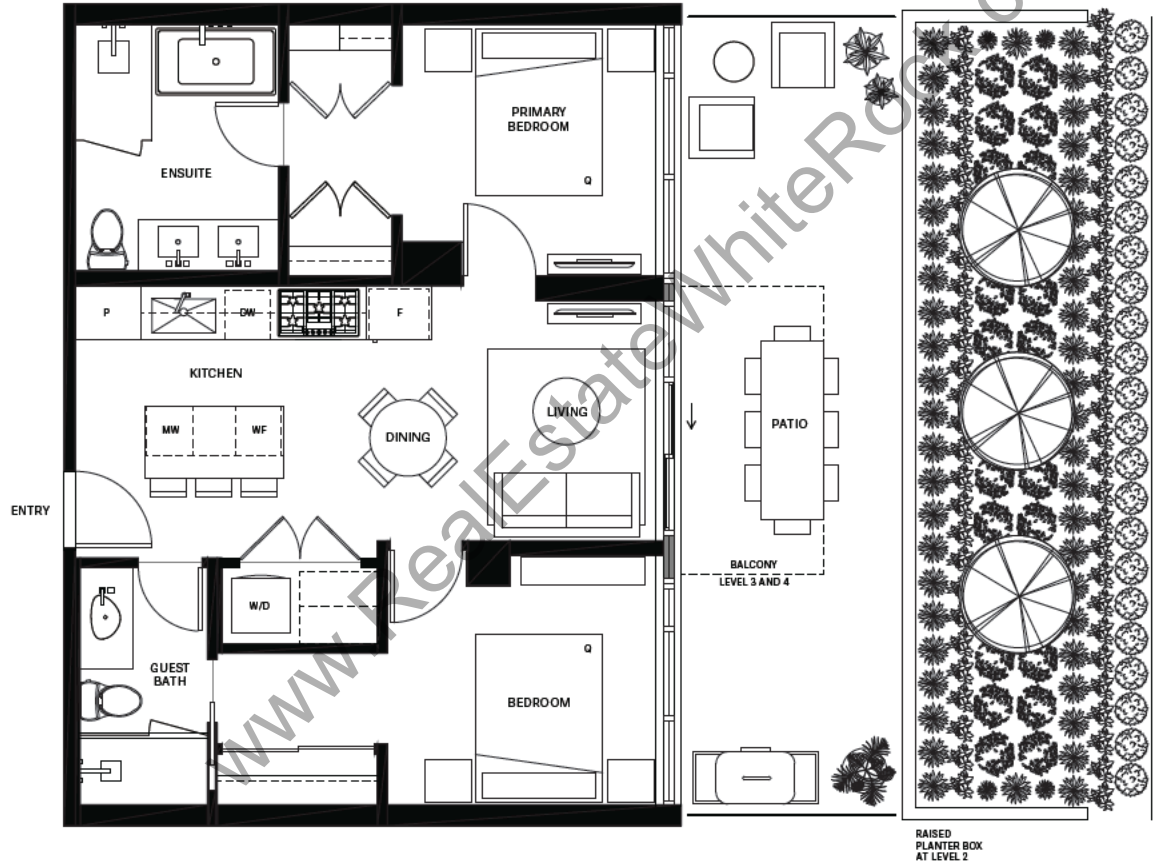 PRIMARY
BEDROOM
ENSUITE
Q
P
DW
F
KITCHEN
MW
WF
DINING
LIVING
PATIO
ENTRY
BALCONY
LEVEL 3 AND 4
W/D
GUEST
BATH
Q
BEDROOM
RAISED
PLANTER BOX
AT LEVEL 2
www.RealEstateWhiteRock.c